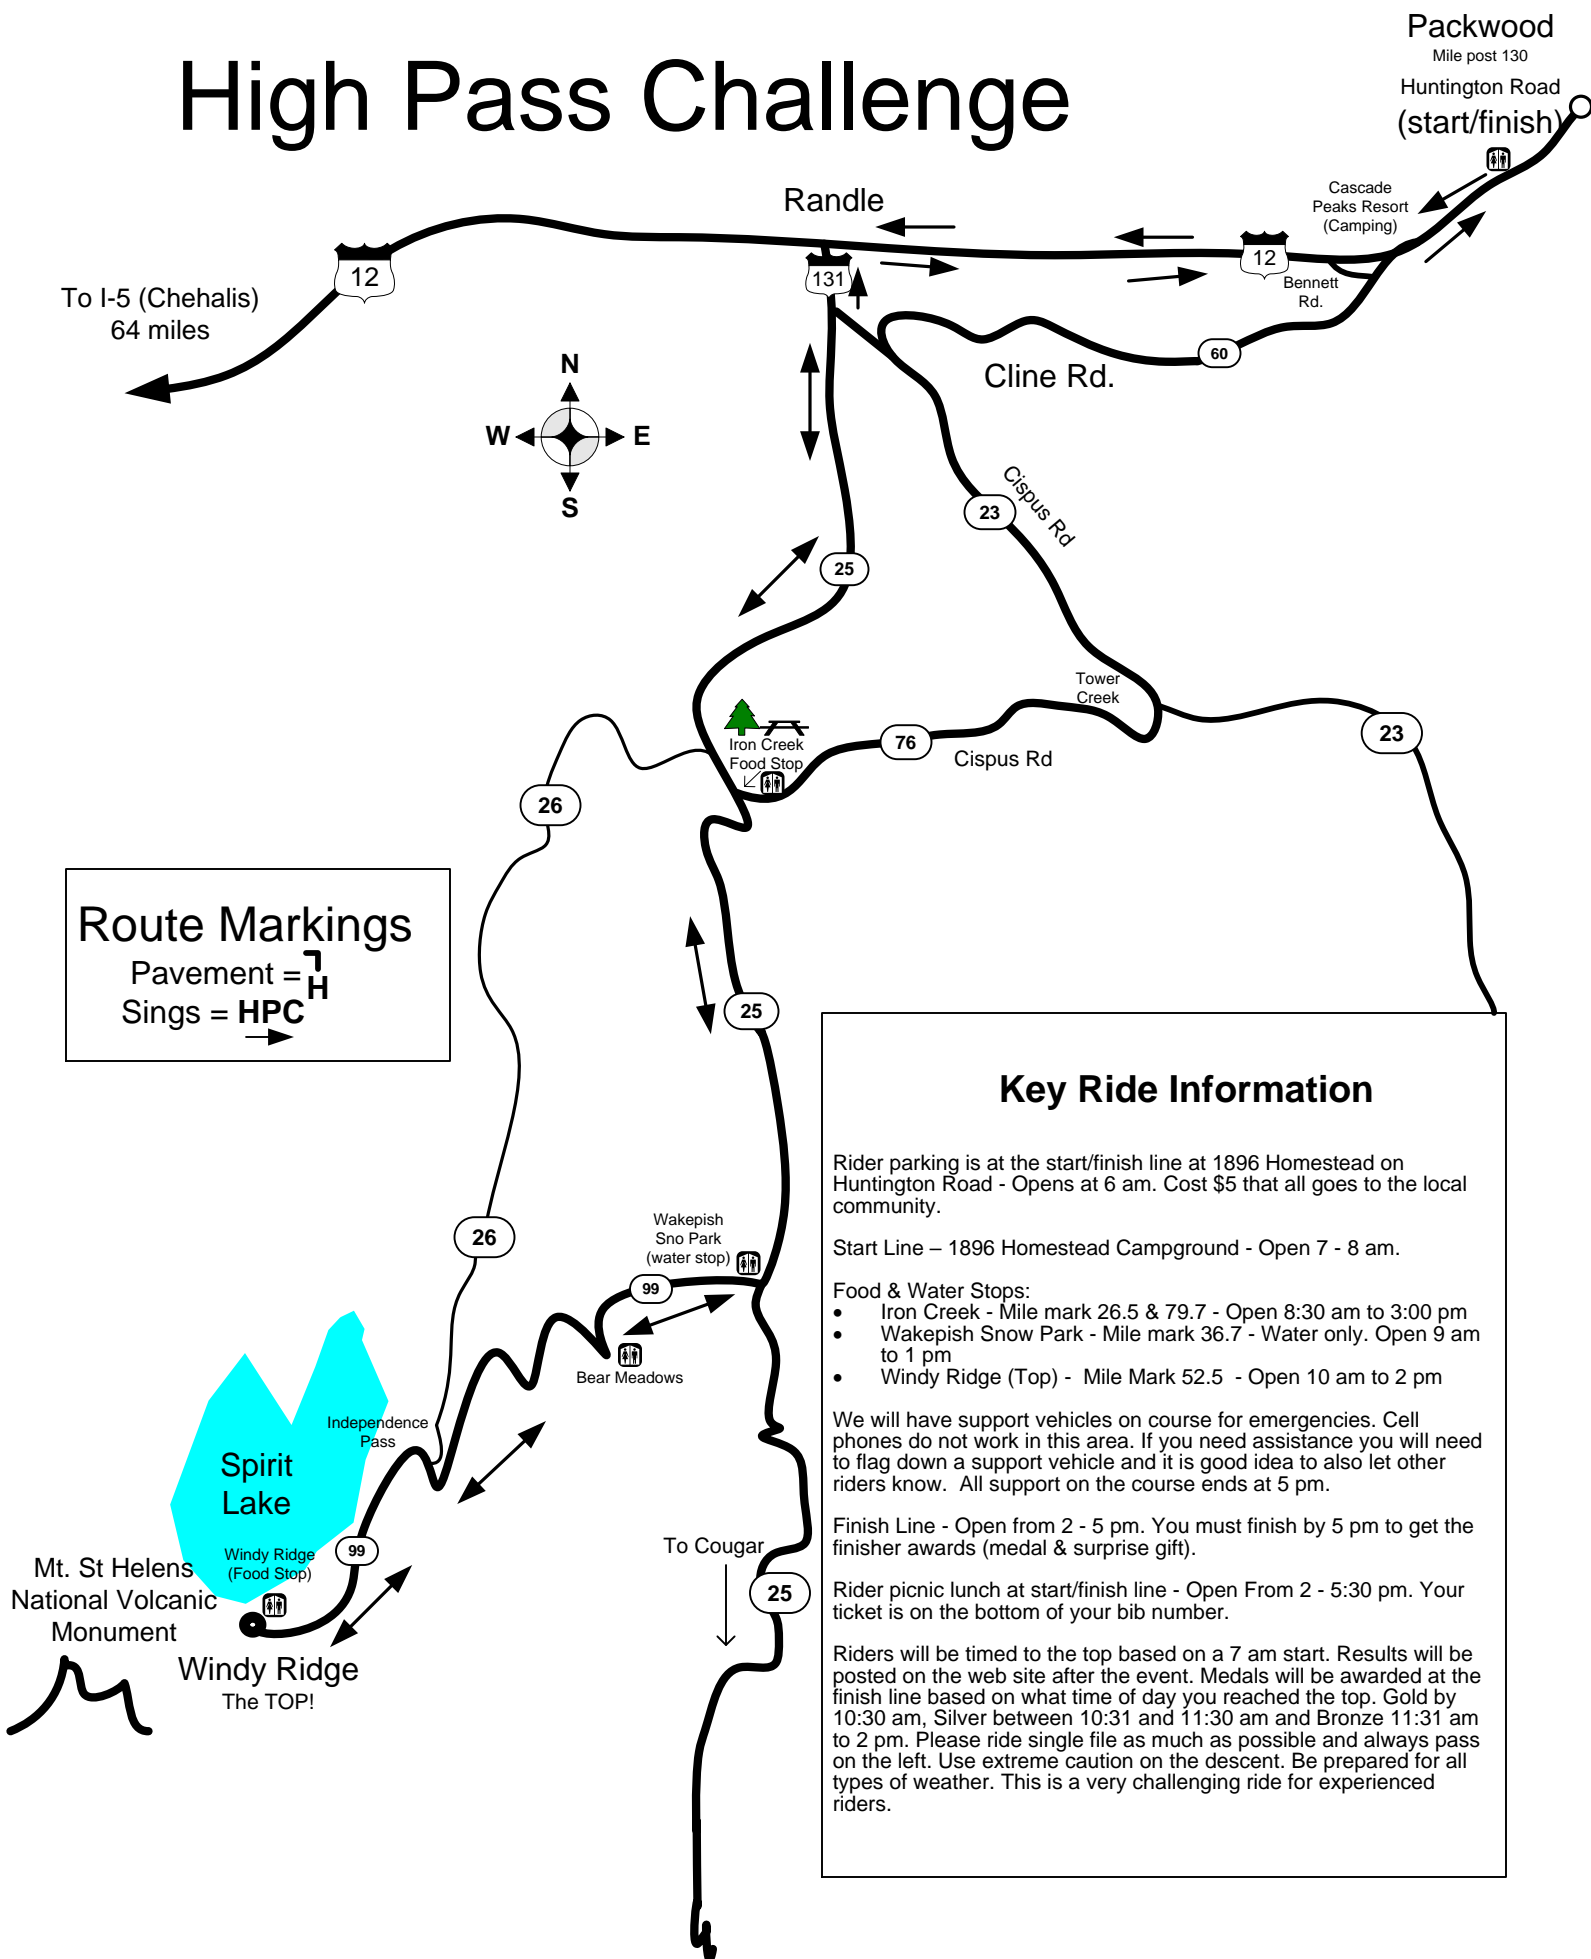 High Pass Challenge
Packwood
Mile post 130
Huntington Road
(start/finish)
Cascade
Peaks Resort
(Camping)
Randle
12
12
131
To I-5 (Chehalis)
64 miles
Bennett
Rd.
60
Cline Rd.
N
W
E
S
Cispus Rd
23
25
Tower
Creek
Iron Creek
Food Stop
76
Cispus Rd
23
26
Route Markings
Pavement = ┐H
Sings = HPC
25
26
Wakepish
Sno Park
(water stop)
99
Bear Meadows
Independence
Pass
Spirit
Lake
Windy Ridge
(Food Stop)
99
Mt. St Helens
National Volcanic
Monument
Windy Ridge
The TOP!
To Cougar
25
Key Ride Information
Rider parking is at the start/finish line at 1896 Homestead on
Huntington Road - Opens at 6 am. Cost $5 that all goes to the local
community.
Start Line – 1896 Homestead Campground - Open 7 - 8 am.
Food & Water Stops:
• Iron Creek - Mile mark 26.5 & 79.7 - Open 8:30 am to 3:00 pm
• Wakepish Snow Park - Mile mark 36.7 - Water only. Open 9 am
to 1 pm
• Windy Ridge (Top) - Mile Mark 52.5 - Open 10 am to 2 pm
We will have support vehicles on course for emergencies. Cell
phones do not work in this area. If you need assistance you will need
to flag down a support vehicle and it is good idea to also let other
riders know. All support on the course ends at 5 pm.
Finish Line - Open from 2 - 5 pm. You must finish by 5 pm to get the
finisher awards (medal & surprise gift).
Rider picnic lunch at start/finish line - Open From 2 - 5:30 pm. Your
ticket is on the bottom of your bib number.
Riders will be timed to the top based on a 7 am start. Results will be
posted on the web site after the event. Medals will be awarded at the
finish line based on what time of day you reached the top. Gold by
10:30 am, Silver between 10:31 and 11:30 am and Bronze 11:31 am
to 2 pm. Please ride single file as much as possible and always pass
on the left. Use extreme caution on the descent. Be prepared for all
types of weather. This is a very challenging ride for experienced
riders.